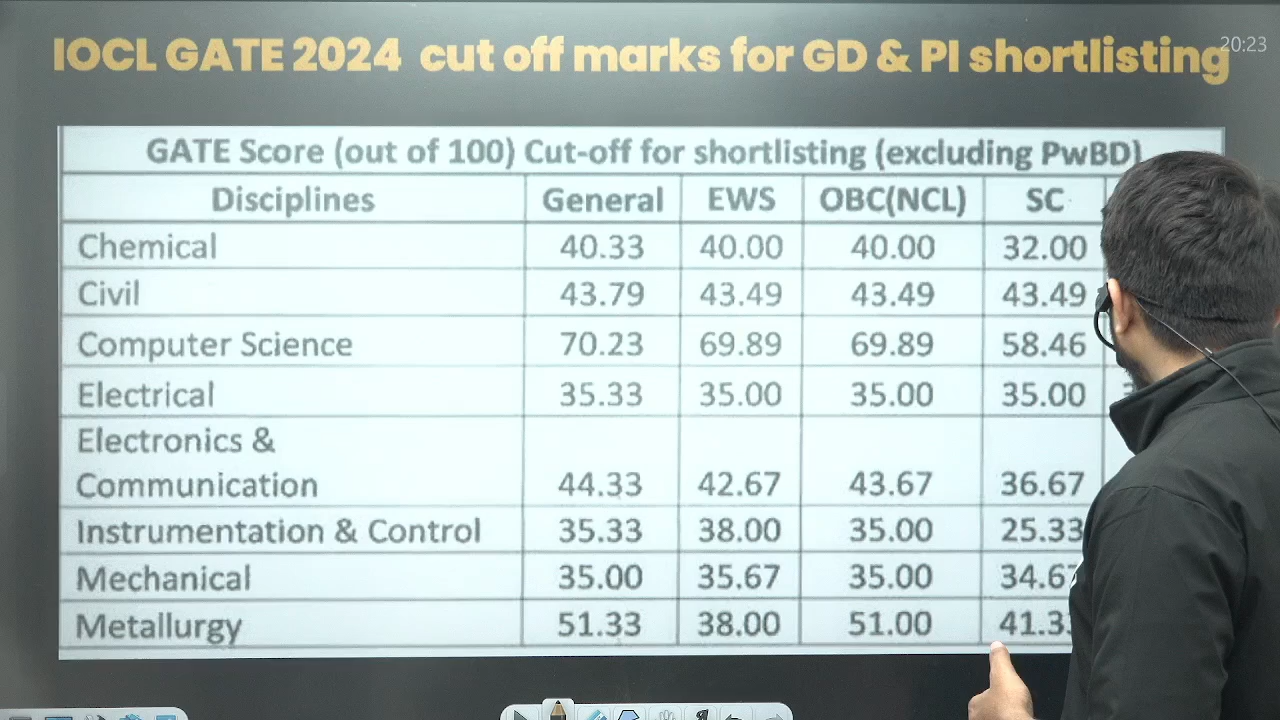 IOCL GATE 2024 cut off marks for GD & PI shortlisting
20:23
GATE Score (out of 100) Cut-off for shortlisting (excluding PwBD)
Disciplines General EWS OBC(NCL) SC
Chemical 40.33 40.00 40.00 32.00
Civil 43.79 43.49 43.49 43.49
Computer Science 70.23 69.89 69.89 58.46
Electrical 35.33 35.00 35.00 35.00
Electronics &
Communication 44.33 42.67 43.67 36.67
Instrumentation & Control 35.33 38.00 35.00 25.33
Mechanical 35.00 35.67 35.00 34.67
Metallurgy 51.33 38.00 51.00